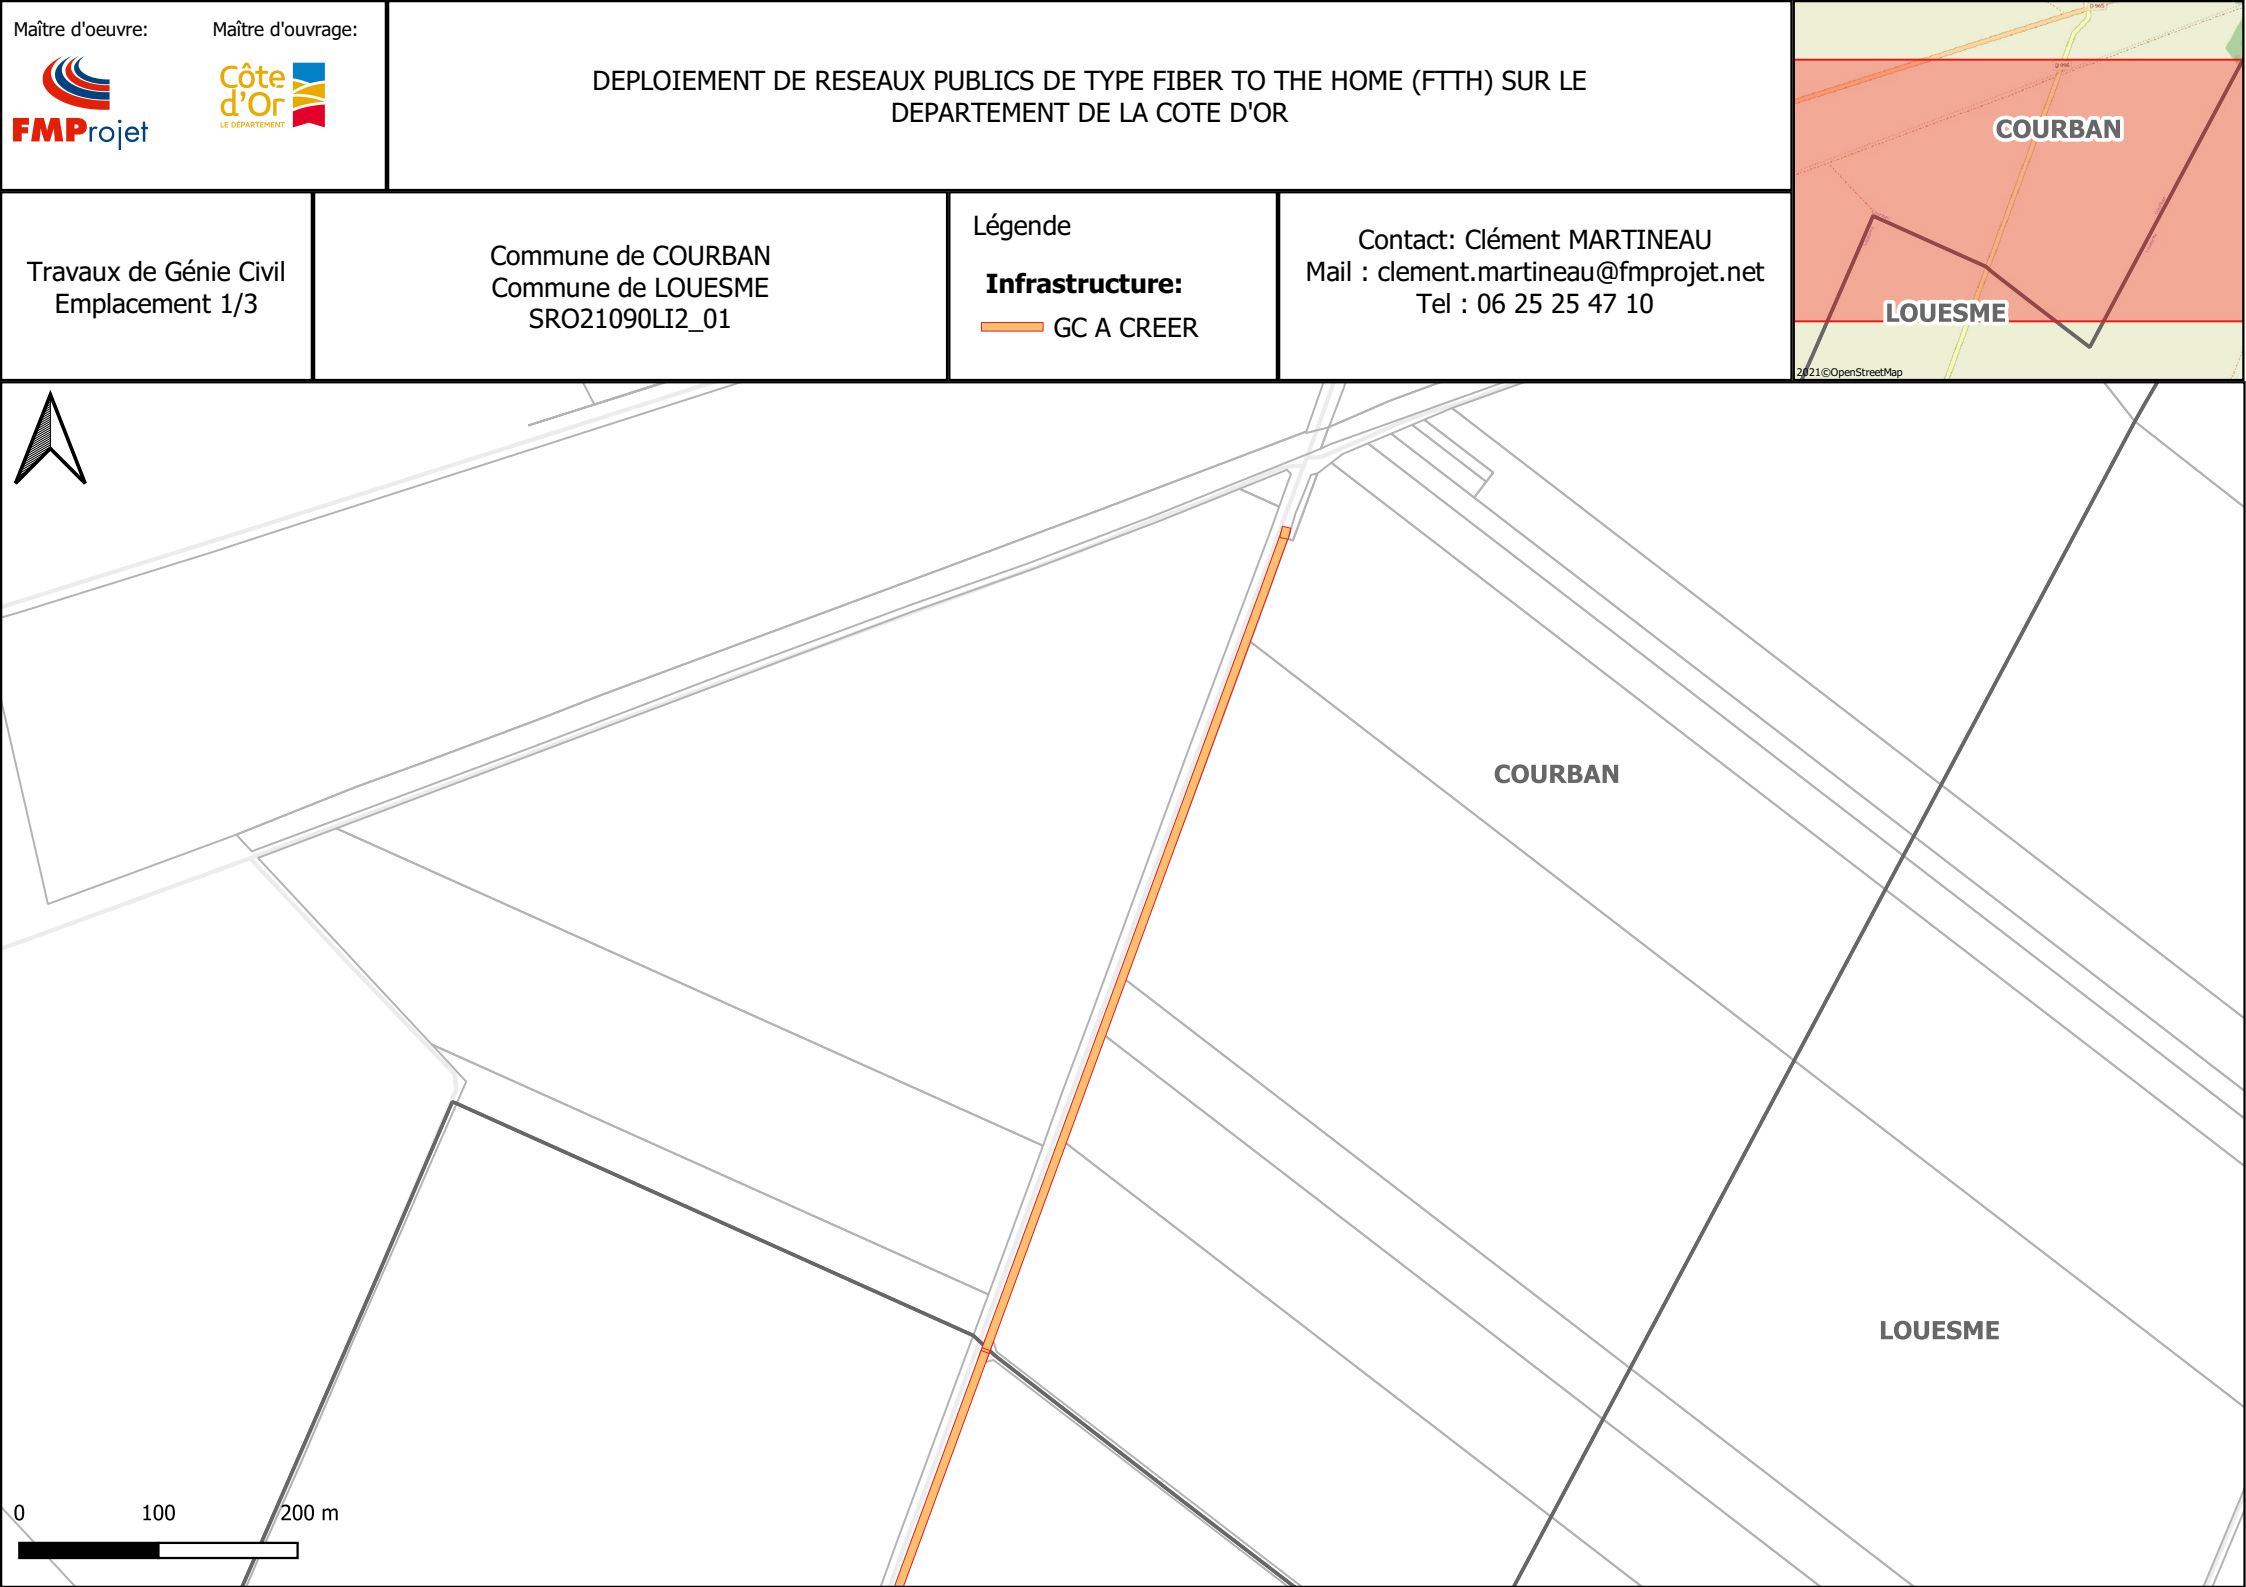 Maître d'oeuvre:
Maître d'ouvrage:
FMProjet
Côte
d'Or
LE DÉPARTEMENT
DEPLOIEMENT DE RESEAUX PUBLICS DE TYPE FIBER TO THE HOME (FTTH) SUR LE
DEPARTEMENT DE LA COTE D'OR
D 965
D 996
COURBAN
LOUESME
2021©OpenStreetMap
Travaux de Génie Civil
Emplacement 1/3
Commune de COURBAN
Commune de LOUESME
SRO21090LI2_01
Légende
Infrastructure:
GC A CREER
Contact: Clément MARTINEAU
Mail : clement.martineau@fmprojet.net
Tel : 06 25 25 47 10
COURBAN
LOUESME
0 100 200 m